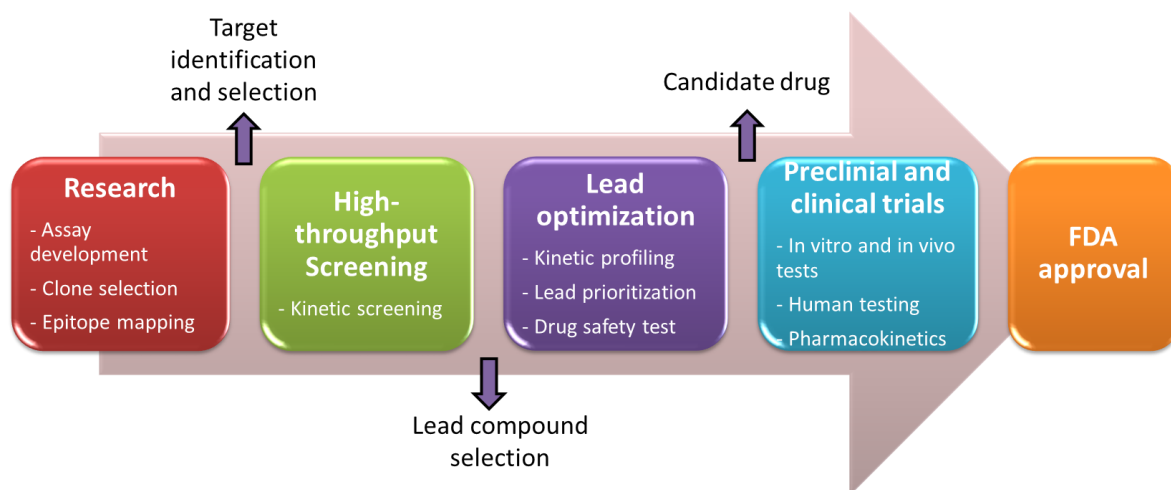 Target
identification
and selection
Candidate drug
Research
- Assay
development
- Clone selection
- Epitope mapping
High-
throughput
Screening
- Kinetic screening
Lead
optimization
- Kinetic profiling
- Lead prioritization
- Drug safety test
Preclinial and
clinical trials
- In vitro and in vivo
tests
- Human testing
- Pharmacokinetics
FDA
approval
Lead compound
selection